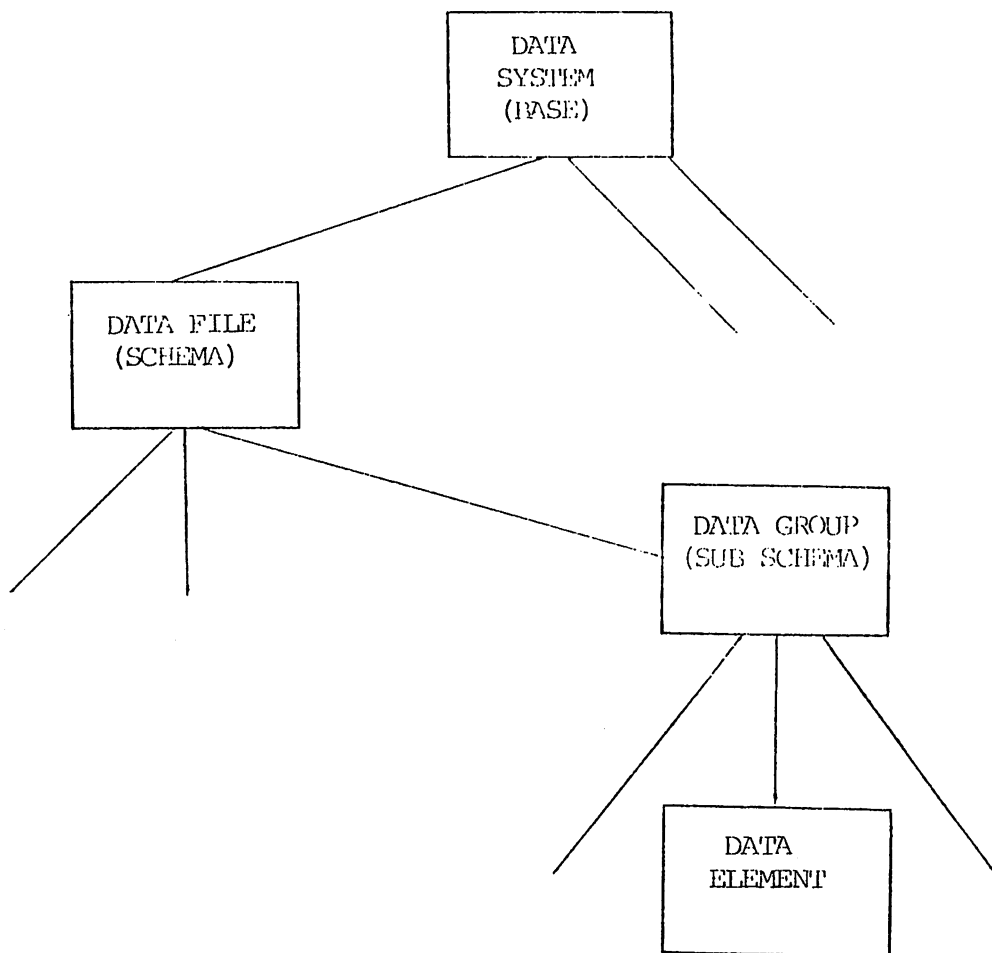 DATA
SYSTEM
(BASE)
DATA FILE
(SCHEMA)
DATA GROUP
(SUB SCHEMA)
DATA
ELEMENT